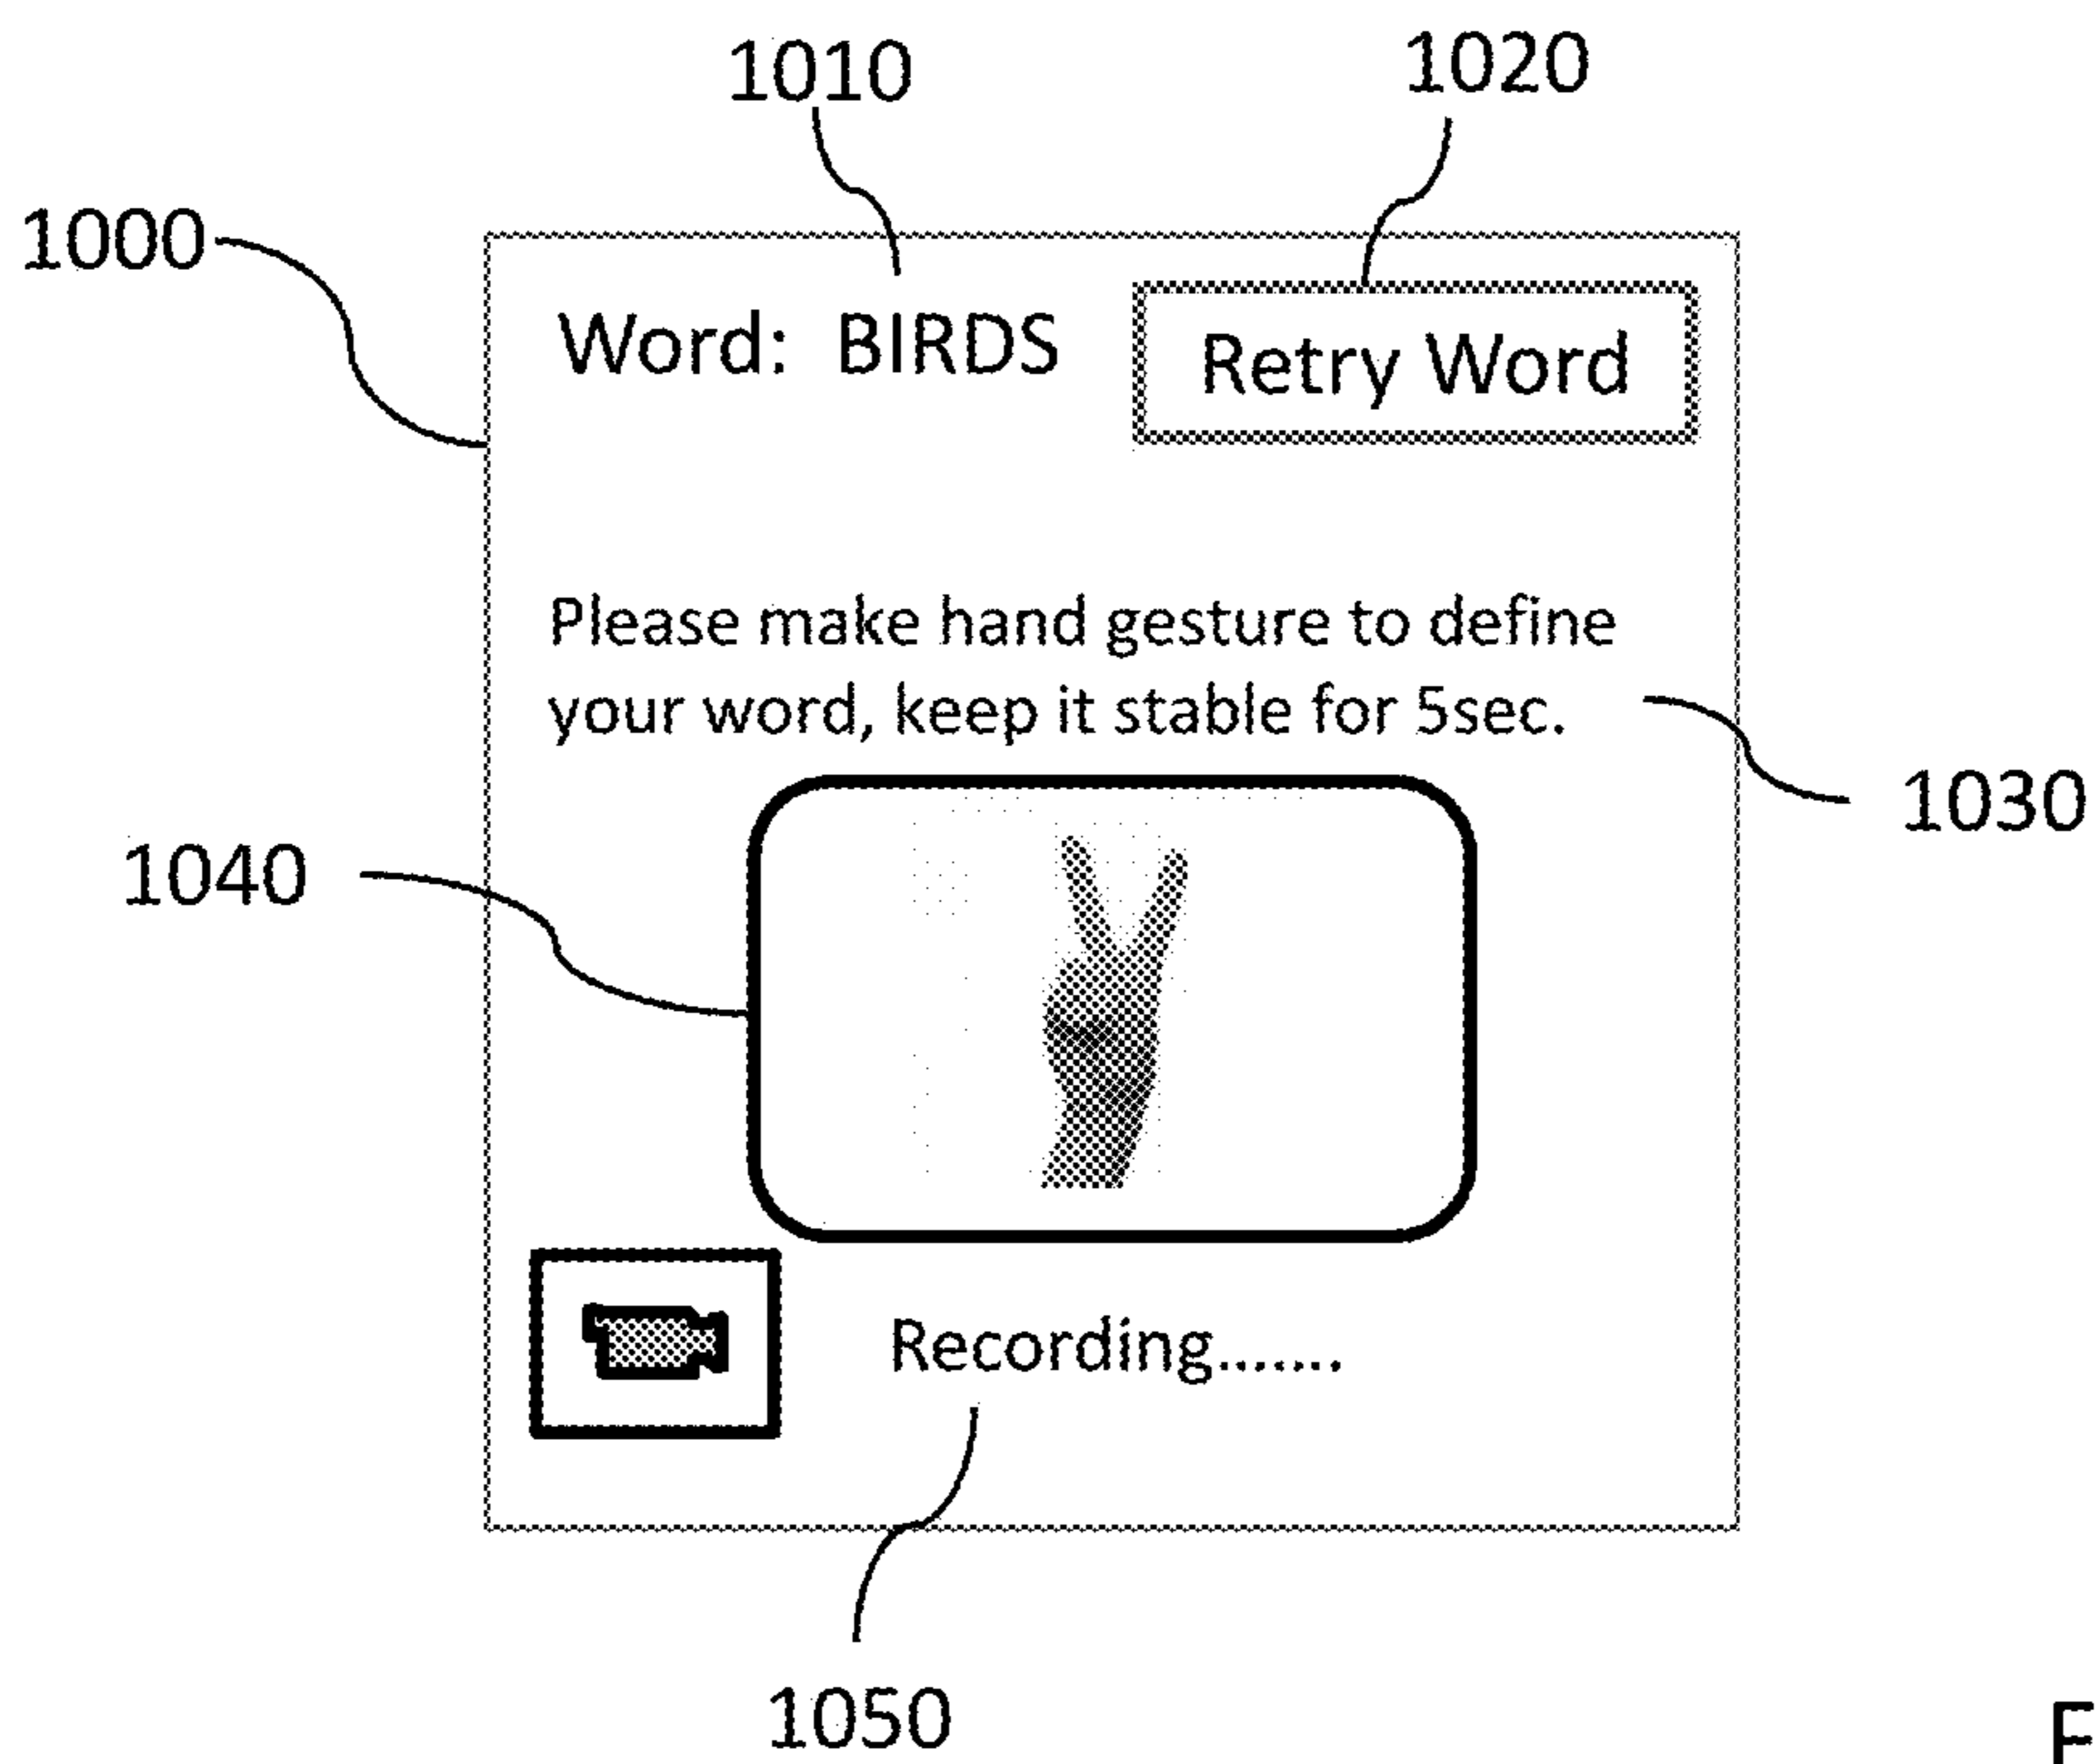 1010
1020
1000
Word: BIRDS
Retry Word
Please make hand gesture to define
your word, keep it stable for 5sec.
1030
1040
Recording.......
1050
F